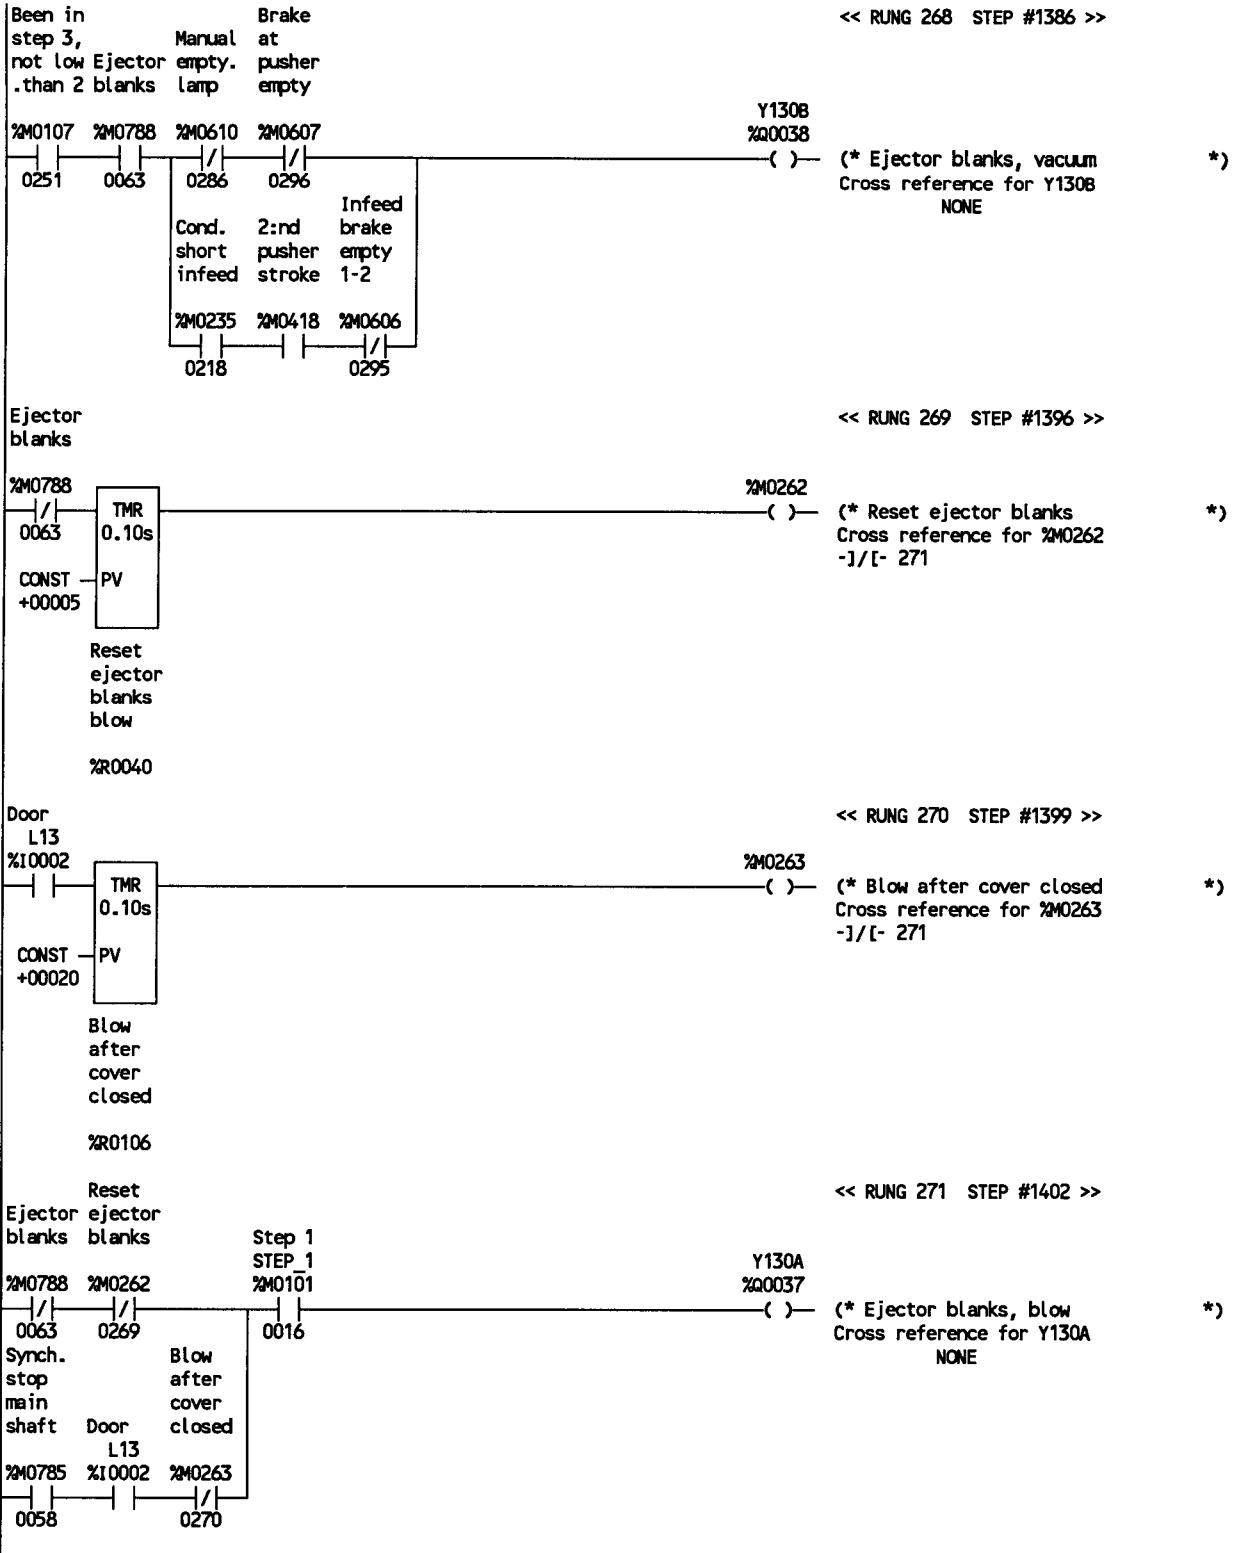 Been in Brake << RUNG 268 STEP #1386 >>
step 3, Manual at
not low Ejector empty. pusher
.than 2 blanks lamp empty
Y130B
%M0107 %M0788 %M0610 %M0607 %Q0038
(* Ejector blanks, vacuum *)
0251 0063 0286 0296 Cross reference for Y130B
Infeed NONE
Cond. 2:nd brake
short pusher empty
infeed stroke 1-2
%M0235 %M0418 %M0606
0218 0295
Ejector << RUNG 269 STEP #1396 >>
blanks
%M0788 %M0262
TMR (* Reset ejector blanks *)
0063 0.10s Cross reference for %M0262
-]/[- 271
CONST PV
+00005
Reset
ejector
blanks
blow
%R0040
Door << RUNG 270 STEP #1399 >>
L13
%I0002 %M0263
TMR (* Blow after cover closed *)
0.10s Cross reference for %M0263
-]/[- 271
CONST PV
+00020
Blow
after
cover
closed
%R0106
Reset << RUNG 271 STEP #1402 >>
Ejector ejector
blanks blanks Step 1
STEP_1 Y130A
%M0788 %M0262 %M0101 %Q0037
(* Ejector blanks, blow *)
0063 0269 0016 Cross reference for Y130A
Synch. Blow NONE
stop after
main cover
shaft Door closed
L13
%M0785 %I0002 %M0263
0058 0270